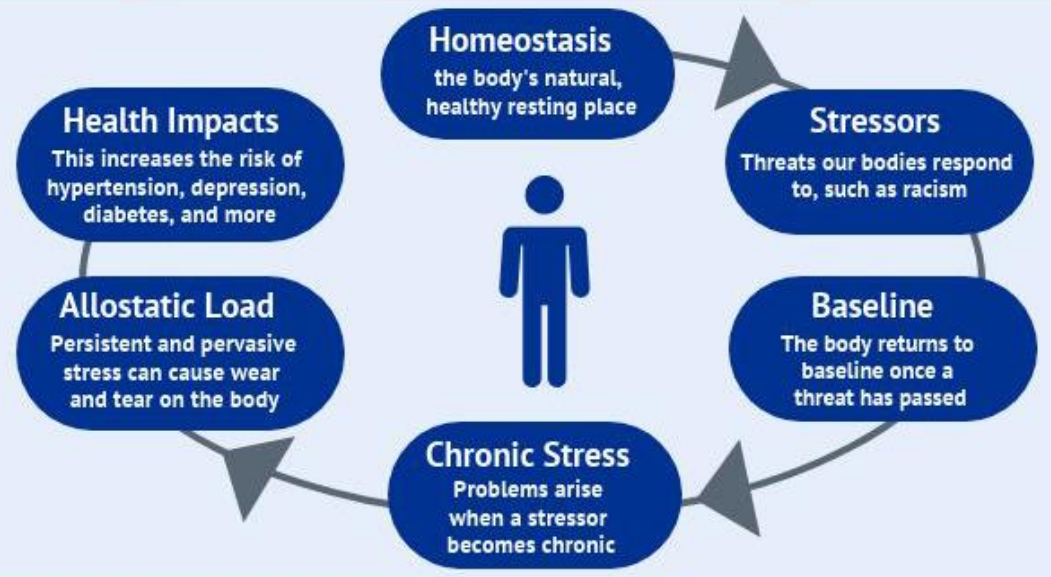 Homeostasis
the body's natural,
healthy resting place
Stressors
Threats our bodies respond
to, such as racism
Baseline
The body returns to
baseline once a
threat has passed
Chronic Stress
Problems arise
when a stressor
becomes chronic
Allostatic Load
Persistent and pervasive
stress can cause wear
and tear on the body
Health Impacts
This increases the risk of
hypertension, depression,
diabetes, and more